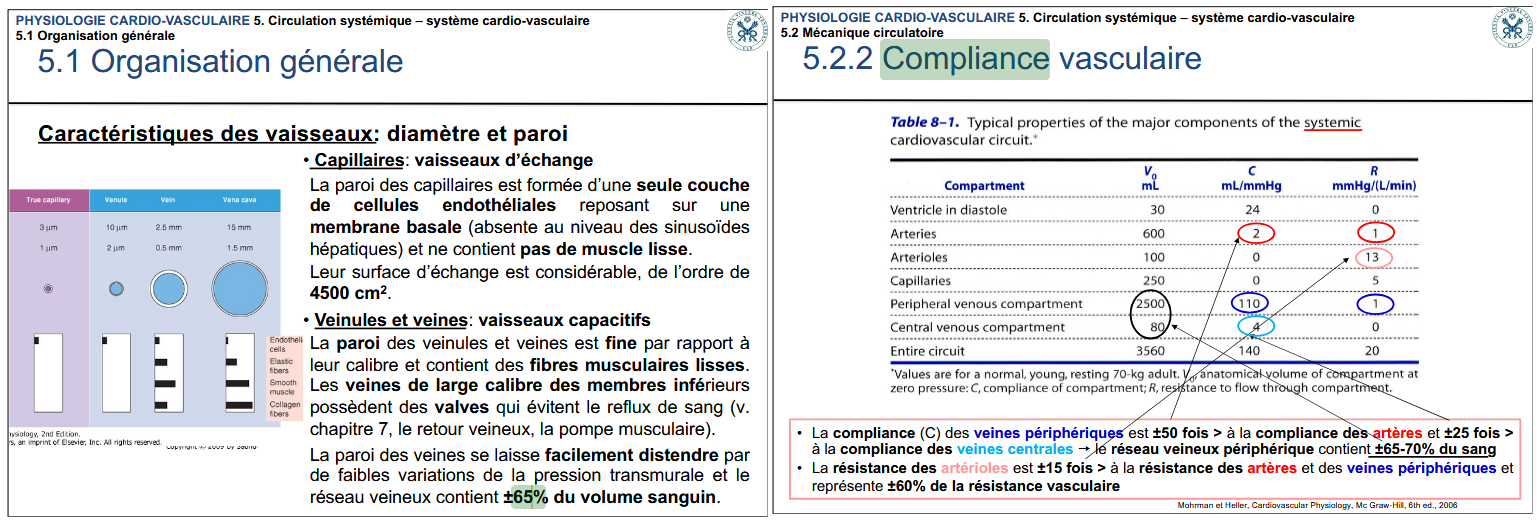 PHYSIOLOGIE CARDIO-VASCULAIRE 5. Circulation systémique – système cardio-vasculaire
5.1 Organisation générale
5.1 Organisation générale
Caractéristiques des vaisseaux: diamètre et paroi
• Capillaires: vaisseaux d’échange
La paroi des capillaires est formée d’une seule couche
de cellules endothéliales reposant sur une
membrane basale (absente au niveau des sinusoïdes
hépatiques) et ne contient pas de muscle lisse.
Leur surface d’échange est considérable, de l’ordre de
4500 cm².
• Veinules et veines: vaisseaux capacitifs
La paroi des veinules et veines est fine par rapport à
leur calibre et contient des fibres musculaires lisses.
Les veines de large calibre des membres inférieurs
possèdent des valves qui évitent le reflux de sang (v.
chapitre 7, le retour veineux, la pompe musculaire).
La paroi des veines se laisse facilement distendre par
de faibles variations de la pression transmurale et le
réseau veineux contient ±65% du volume sanguin.
True capillary Venule Vein Vena cava
3 µm 10 µm 2.5 mm 15 mm
1 µm 2 µm 0.5 mm 1.5 mm
Endotheli
cells
Elastic
fibers
Smooth
muscle
Collagen
fibers
hysiology, 2nd Edition.
s, an imprint of Elsevier, Inc. All rights reserved.
Copyright © 2009 by Saund
PHYSIOLOGIE CARDIO-VASCULAIRE 5. Circulation systémique – système cardio-vasculaire
5.2 Mécanique circulatoire
5.2.2 Compliance vasculaire
Table 8–1. Typical properties of the major components of the systemic
cardiovascular circuit.*
Compartment V₀ mL C mL/mmHg R mmHg/(L/min)
Ventricle in diastole 30 24 0
Arteries 600 2 1
Arterioles 100 0 13
Capillaries 250 0 5
Peripheral venous compartment 2500 110 1
Central venous compartment 80 4 0
Entire circuit 3560 140 20
*Values are for a normal, young, resting 70-kg adult. V₀, anatomical volume of compartment at
zero pressure: C, compliance of compartment; R, resistance to flow through compartment.
• La compliance (C) des veines périphériques est ±50 fois > à la compliance des artères et ±25 fois >
à la compliance des veines centrales → le réseau veineux périphérique contient ±65-70% du sang
• La résistance des artérioles est ±15 fois > à la résistance des artères et des veines périphériques et
représente ±60% de la résistance vasculaire
Mohrman et Heller, Cardiovascular Physiology, Mc Graw-Hill, 6th ed., 2006